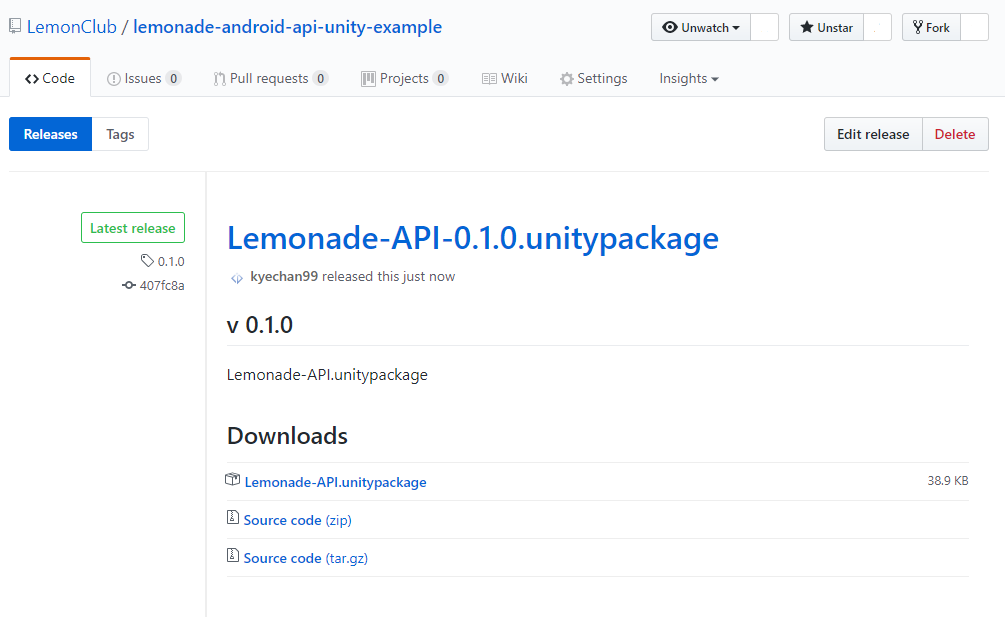 LemonClub / lemonade-android-api-unity-example
Unwatch
Unstar
Fork
Code
Issues 0
Pull requests 0
Projects 0
Wiki
Settings
Insights
Releases
Tags
Edit release
Delete
Latest release
0.1.0
407fc8a
Lemonade-API-0.1.0.unitypackage
kyechan99 released this just now
v 0.1.0
Lemonade-API.unitypackage
Downloads
Lemonade-API.unitypackage 38.9 KB
Source code (zip)
Source code (tar.gz)